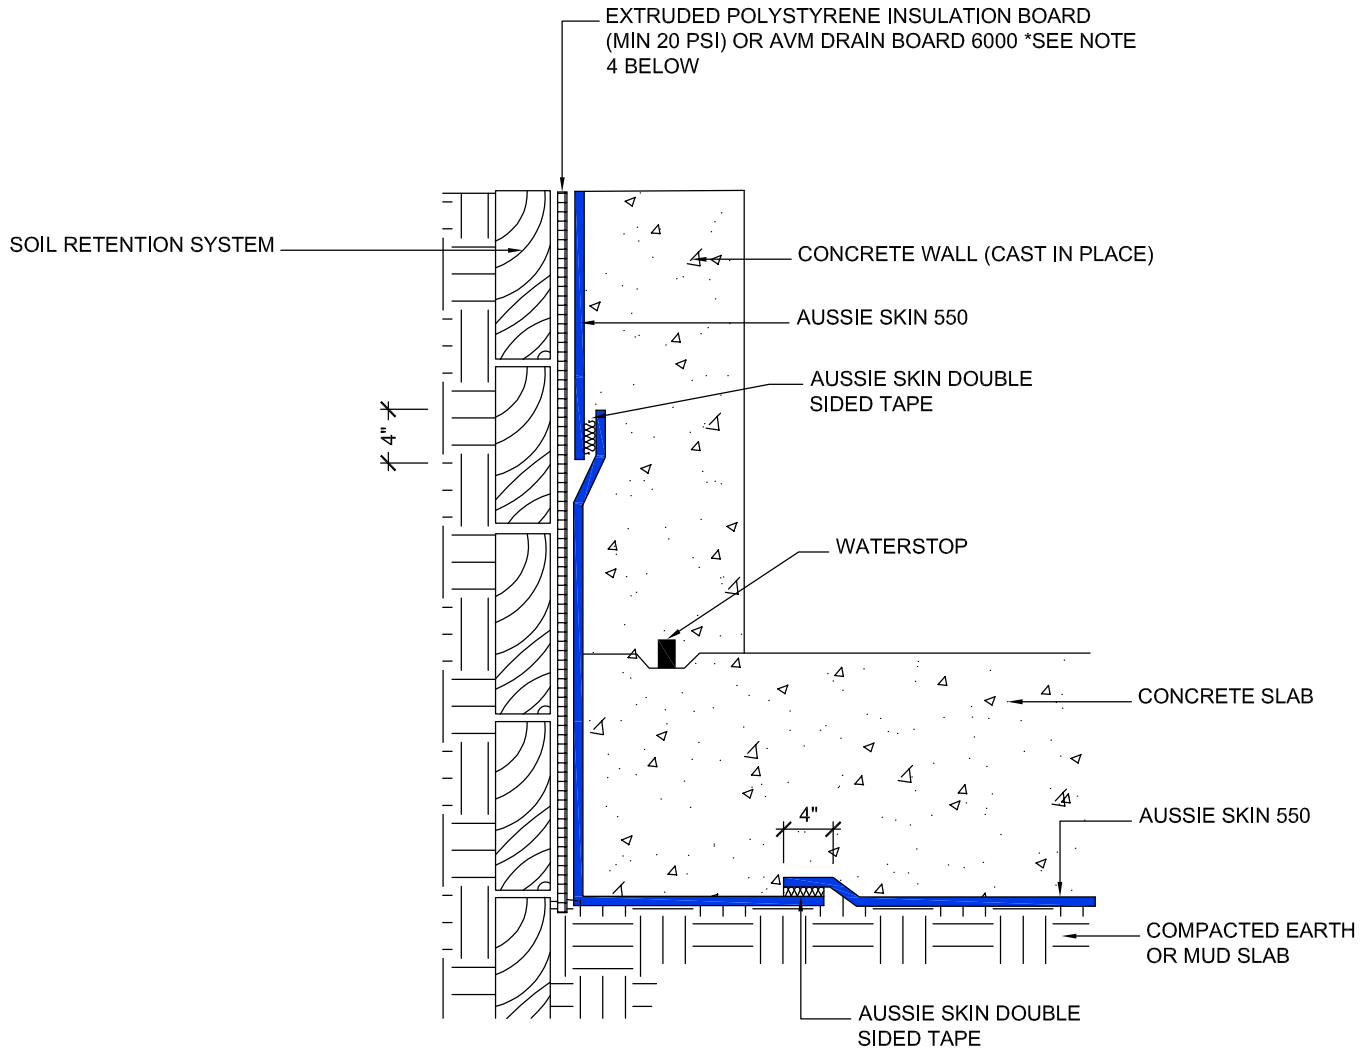 EXTRUDED POLYSTYRENE INSULATION BOARD
(MIN 20 PSI) OR AVM DRAIN BOARD 6000 *SEE NOTE
4 BELOW
SOIL RETENTION SYSTEM
CONCRETE WALL (CAST IN PLACE)
AUSSIE SKIN 550
AUSSIE SKIN DOUBLE
SIDED TAPE
4"
WATERSTOP
CONCRETE SLAB
4"
AUSSIE SKIN 550
COMPACTED EARTH
OR MUD SLAB
AUSSIE SKIN DOUBLE
SIDED TAPE